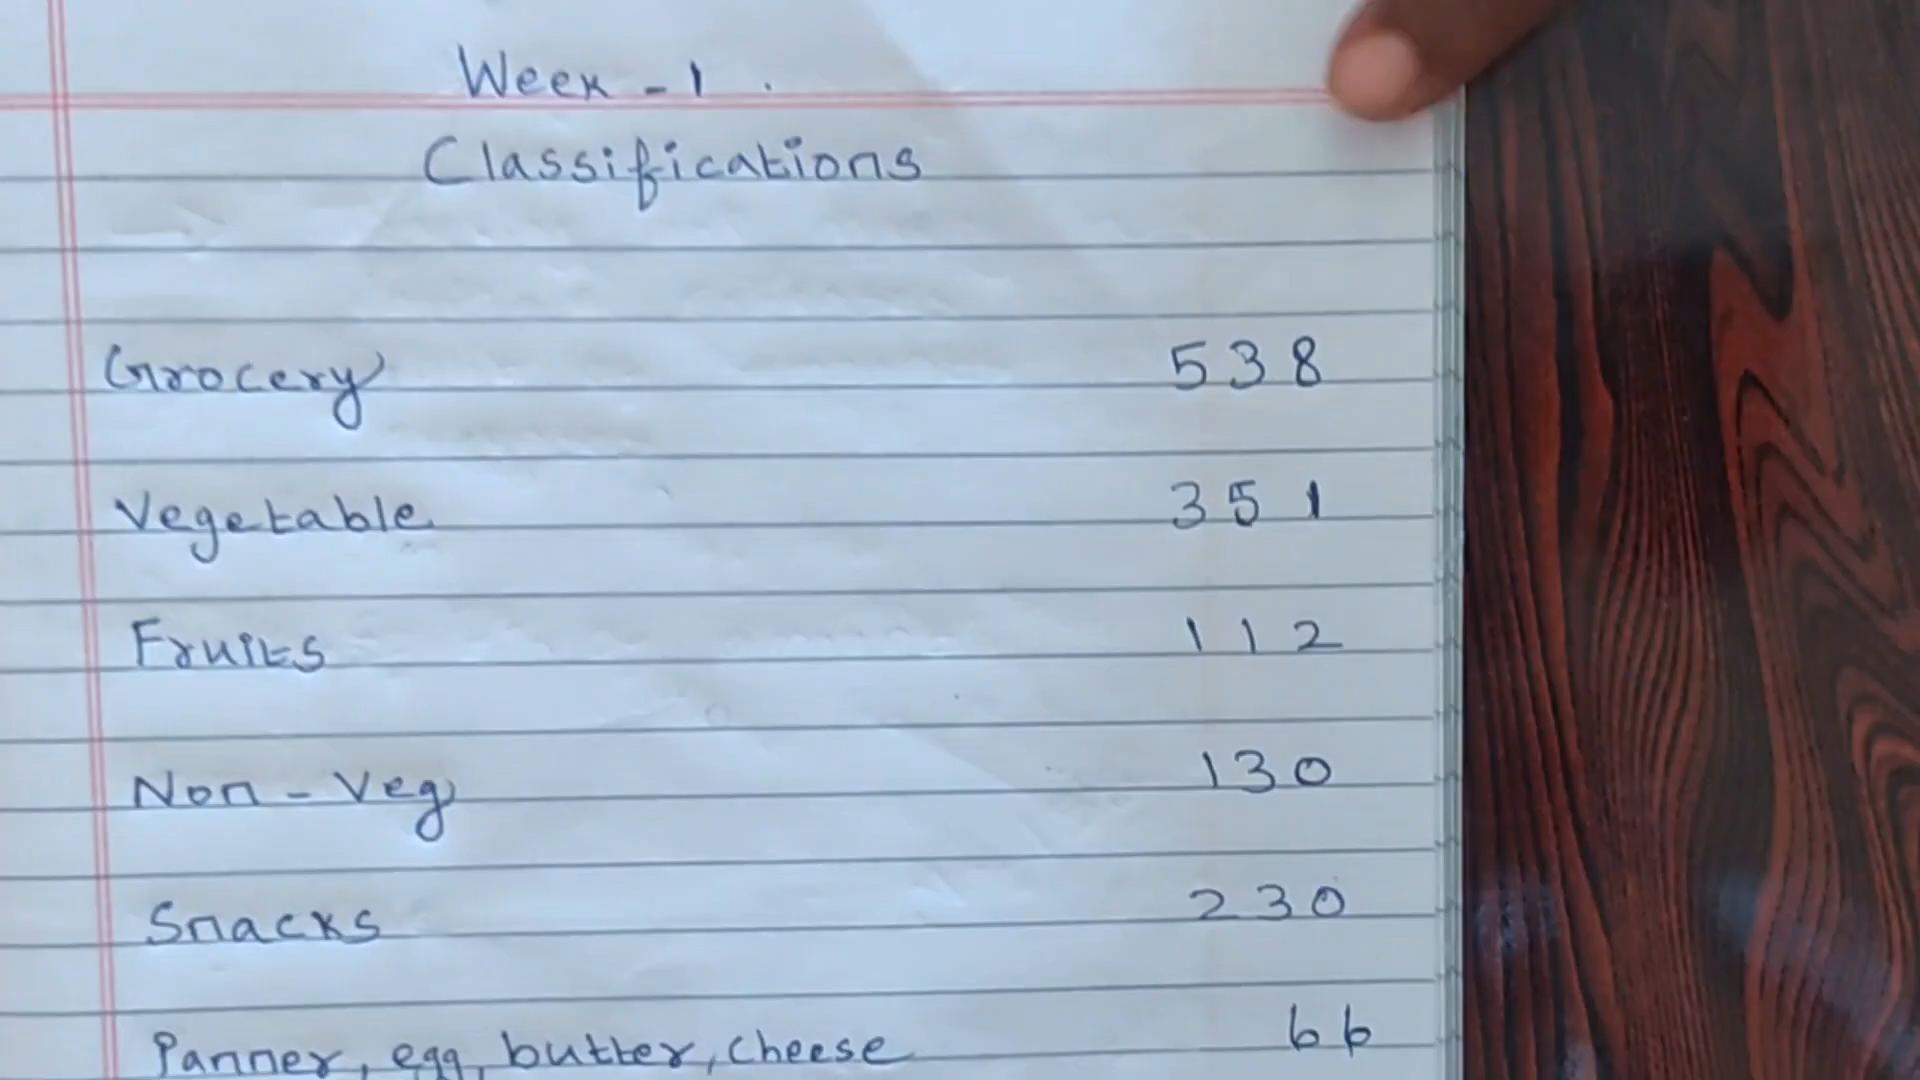 Week - 1
Classifications
Grocery 538
Vegetable 351
Fruits 112
Non - Veg 130
Snacks 230
Panner, egg, butter, cheese 66